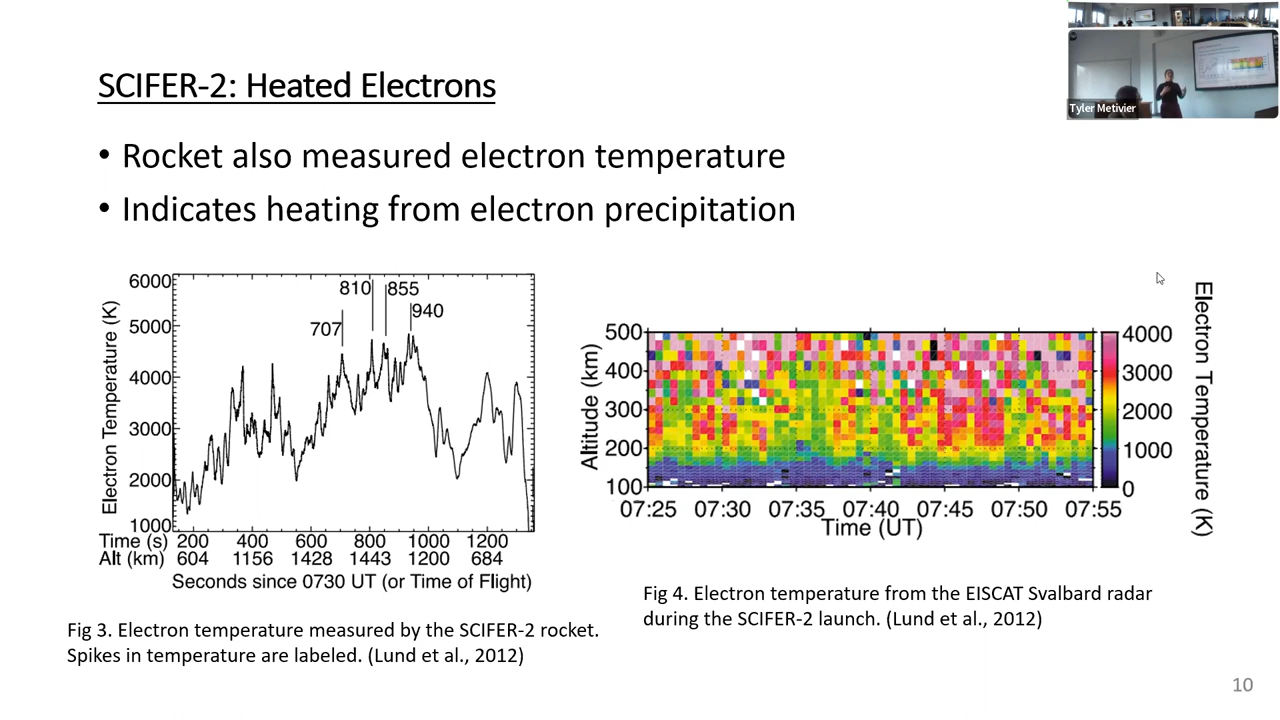 SCIFER-2: Heated Electrons
Tyler Metivier
• Rocket also measured electron temperature
• Indicates heating from electron precipitation
Electron Temperature (K)
6000
5000
4000
3000
2000
1000
707
810
855
940
Time (s) 200 400 600 800 1000 1200
Alt (km) 604 1156 1428 1443 1200 684
Seconds since 0730 UT (or Time of Flight)
Fig 3. Electron temperature measured by the SCIFER-2 rocket.
Spikes in temperature are labeled. (Lund et al., 2012)
Altitude (km)
500
400
300
200
100
07:25 07:30 07:35 07:40 07:45 07:50 07:55
Time (UT)
4000
3000
2000
1000
0
Electron Temperature (K)
Fig 4. Electron temperature from the EISCAT Svalbard radar
during the SCIFER-2 launch. (Lund et al., 2012)
10